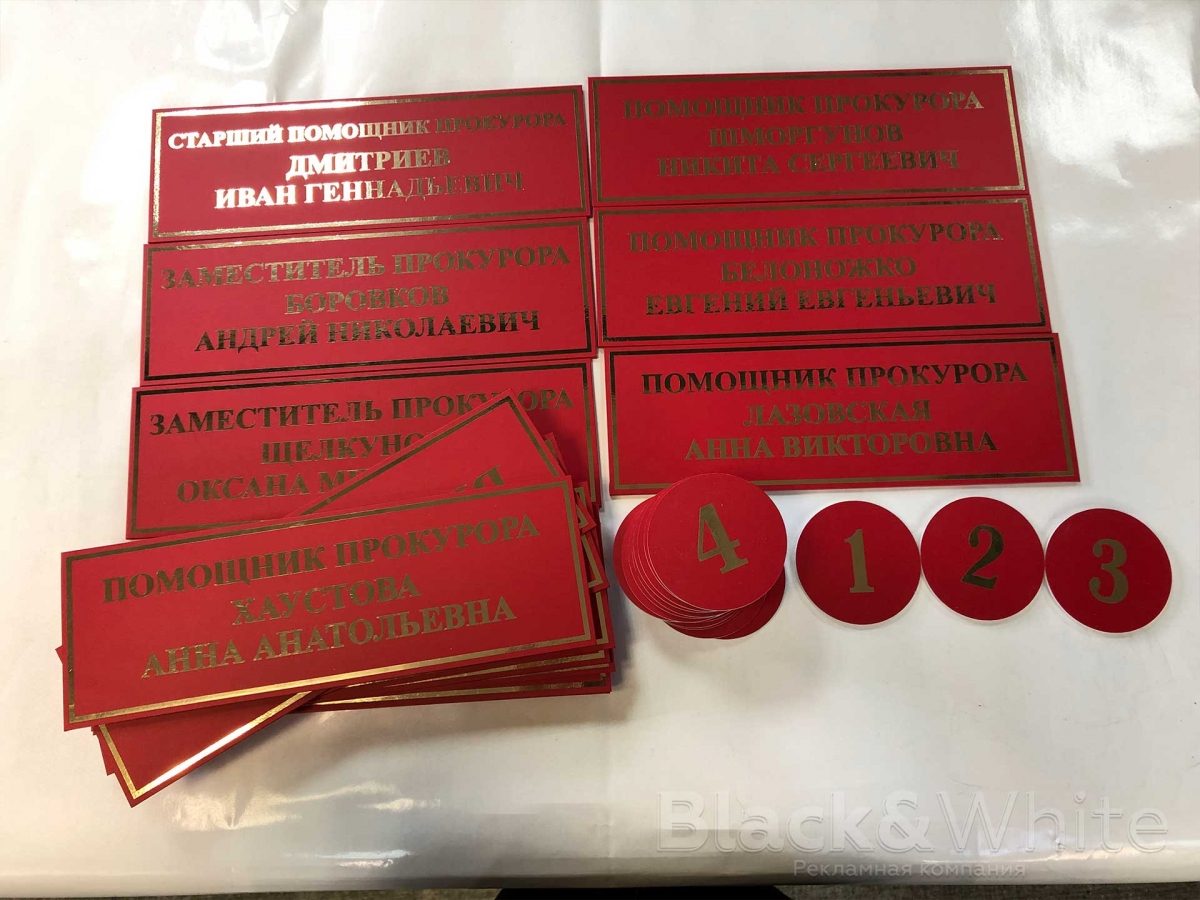 СТАРШИЙ ПОМОЩНИК ПРОКУРОРА
ДМИТРИЕВ
ИВАН ГЕННАДЬЕВИЧ
ПОМОЩНИК ПРОКУРОРА
ШМОРГУНОВ
НИКИТА СЕРГЕЕВИЧ
ЗАМЕСТИТЕЛЬ ПРОКУРОРА
БОРОВКОВ
АНДРЕЙ НИКОЛАЕВИЧ
ПОМОЩНИК ПРОКУРОРА
БЕЛОНОЖКО
ЕВГЕНИЙ ЕВГЕНЬЕВИЧ
ЗАМЕСТИТЕЛЬ ПРОКУРОРА
ОКСАНА
ПОМОЩНИК ПРОКУРОРА
ЛАЗОВСКАЯ
АННА ВИКТОРОВНА
ПОМОЩНИК ПРОКУРОРА
ХАУСТОВА
АННА АНАТОЛЬЕВНА
4
1
2
3
Black&White
Рекламная компания